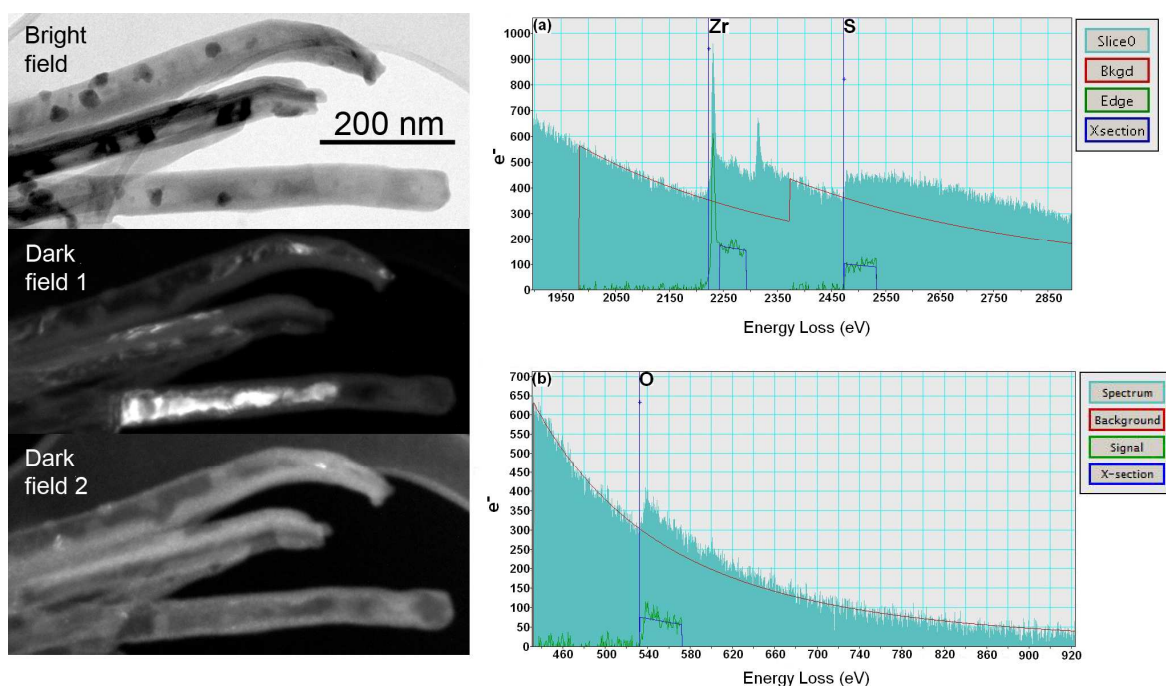 Bright
field
200 nm
Dark
field 1
Dark
field 2
(a)
Zr
S
1000
900
800
700
600
500
400
300
200
100
0
e-
1950 2050 2150 2250 2350 2450 2550 2650 2750 2850
Energy Loss (eV)
Slice0
Bkgd
Edge
Xsection
(b)
O
700
650
600
550
500
450
400
350
300
250
200
150
100
50
0
e-
460 500 540 580 620 660 700 740 780 820 860 900 920
Energy Loss (eV)
Spectrum
Background
Signal
X-section